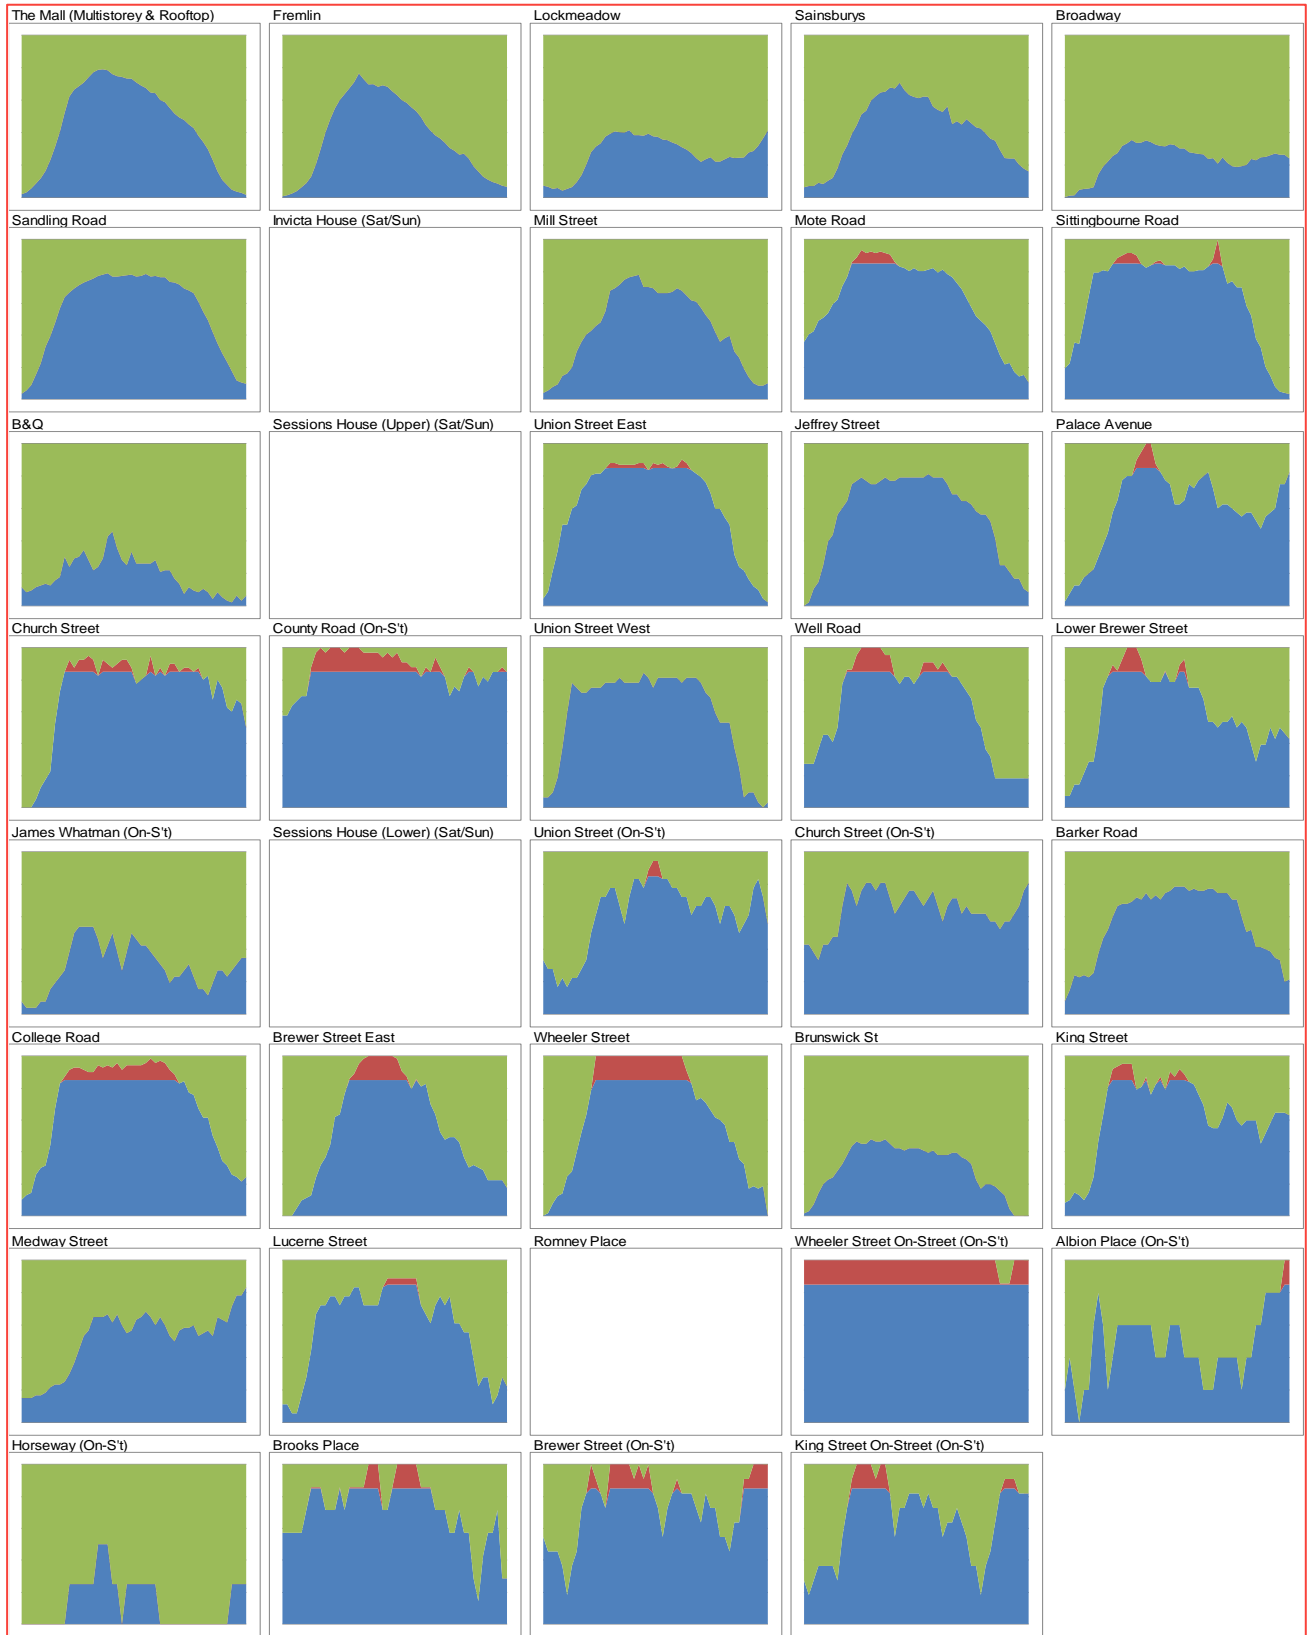 The Mall (Multistorey & Rooftop) Fremlin Lockmeadow Sainsburys Broadway
Sandling Road Invicta House (Sat/Sun) Mill Street Mote Road Sittingbourne Road
B&Q Sessions House (Upper) (Sat/Sun) Union Street East Jeffrey Street Palace Avenue
Church Street County Road (On-S't) Union Street West Well Road Lower Brewer Street
James Whatman (On-S't) Sessions House (Lower) (Sat/Sun) Union Street (On-S't) Church Street (On-S't) Barker Road
College Road Brewer Street East Wheeler Street Brunswick St King Street
Medway Street Lucerne Street Romney Place Wheeler Street On-Street (On-S't) Albion Place (On-S't)
Horseway (On-S't) Brooks Place Brewer Street (On-S't) King Street On-Street (On-S't)